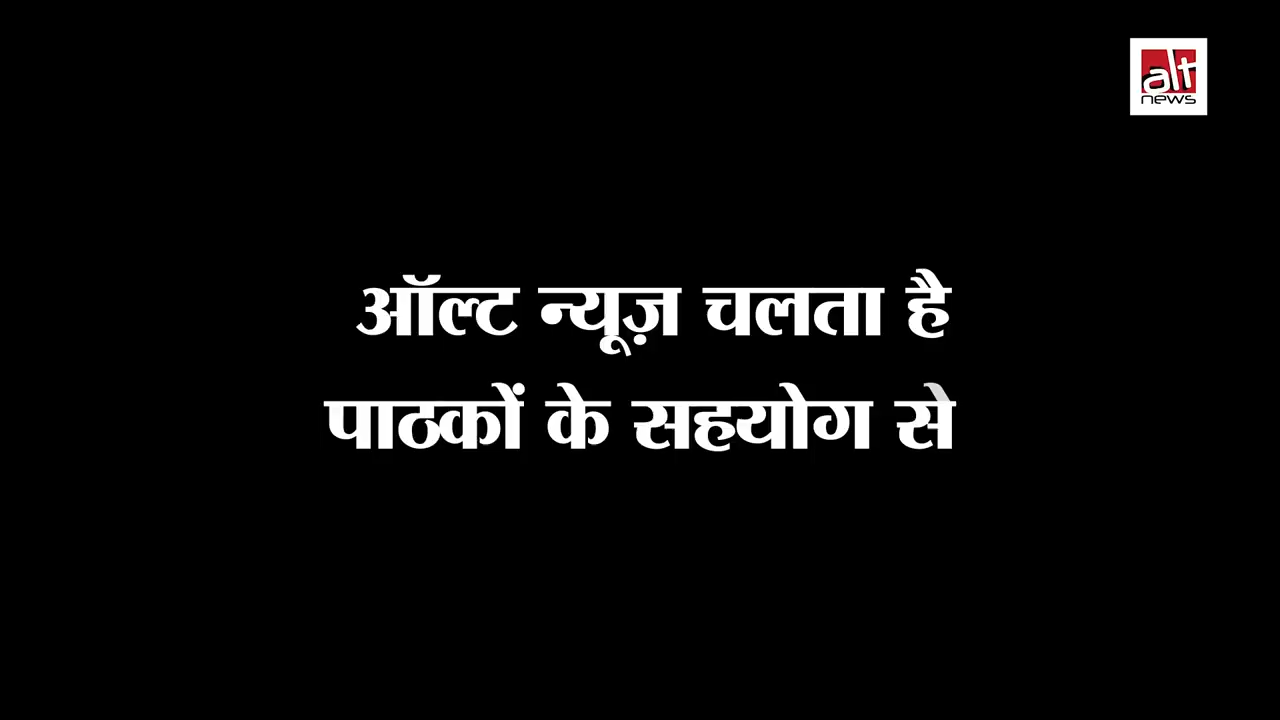 alt
news
ऑल्ट न्यूज़ चलता है
पाठकों के सहयोग से